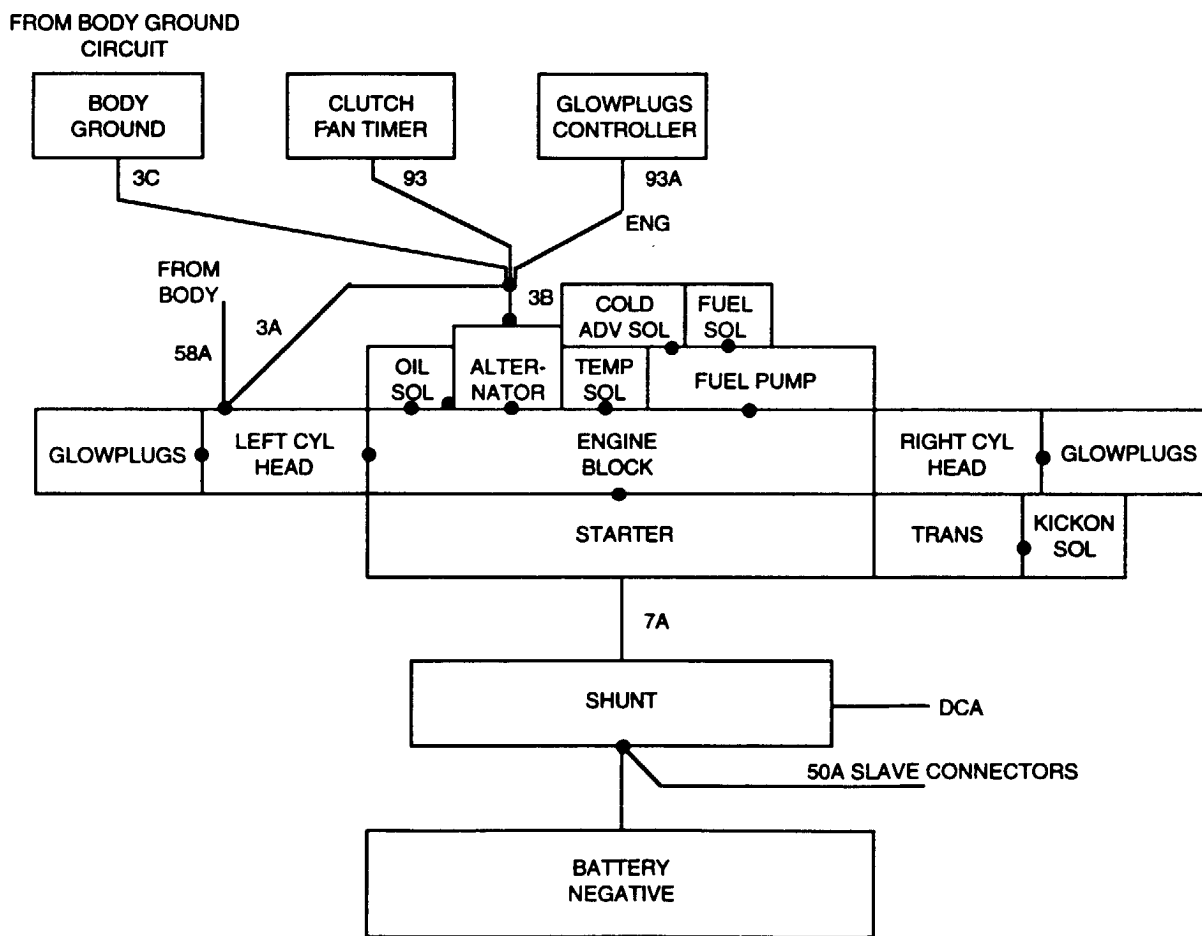 FROM BODY GROUND
CIRCUIT
BODY
GROUND
CLUTCH
FAN TIMER
GLOWPLUGS
CONTROLLER
3C
93
93A
ENG
FROM
BODY
58A
3A
3B
COLD
ADV SOL
FUEL
SOL
OIL
SOL
ALTER-
NATOR
TEMP
SOL
FUEL PUMP
GLOWPLUGS
LEFT CYL
HEAD
ENGINE
BLOCK
RIGHT CYL
HEAD
GLOWPLUGS
STARTER
TRANS
KICKON
SOL
7A
SHUNT
DCA
50A SLAVE CONNECTORS
BATTERY
NEGATIVE